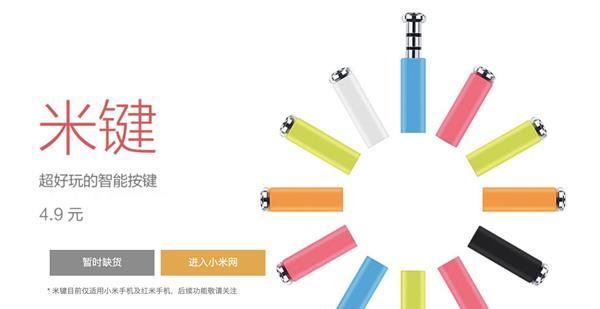 米键
超好玩的智能按键
4.9 元
暂时缺货
进入小米网
* 米键目前仅适用小米手机及红米手机，后续功能敬请关注